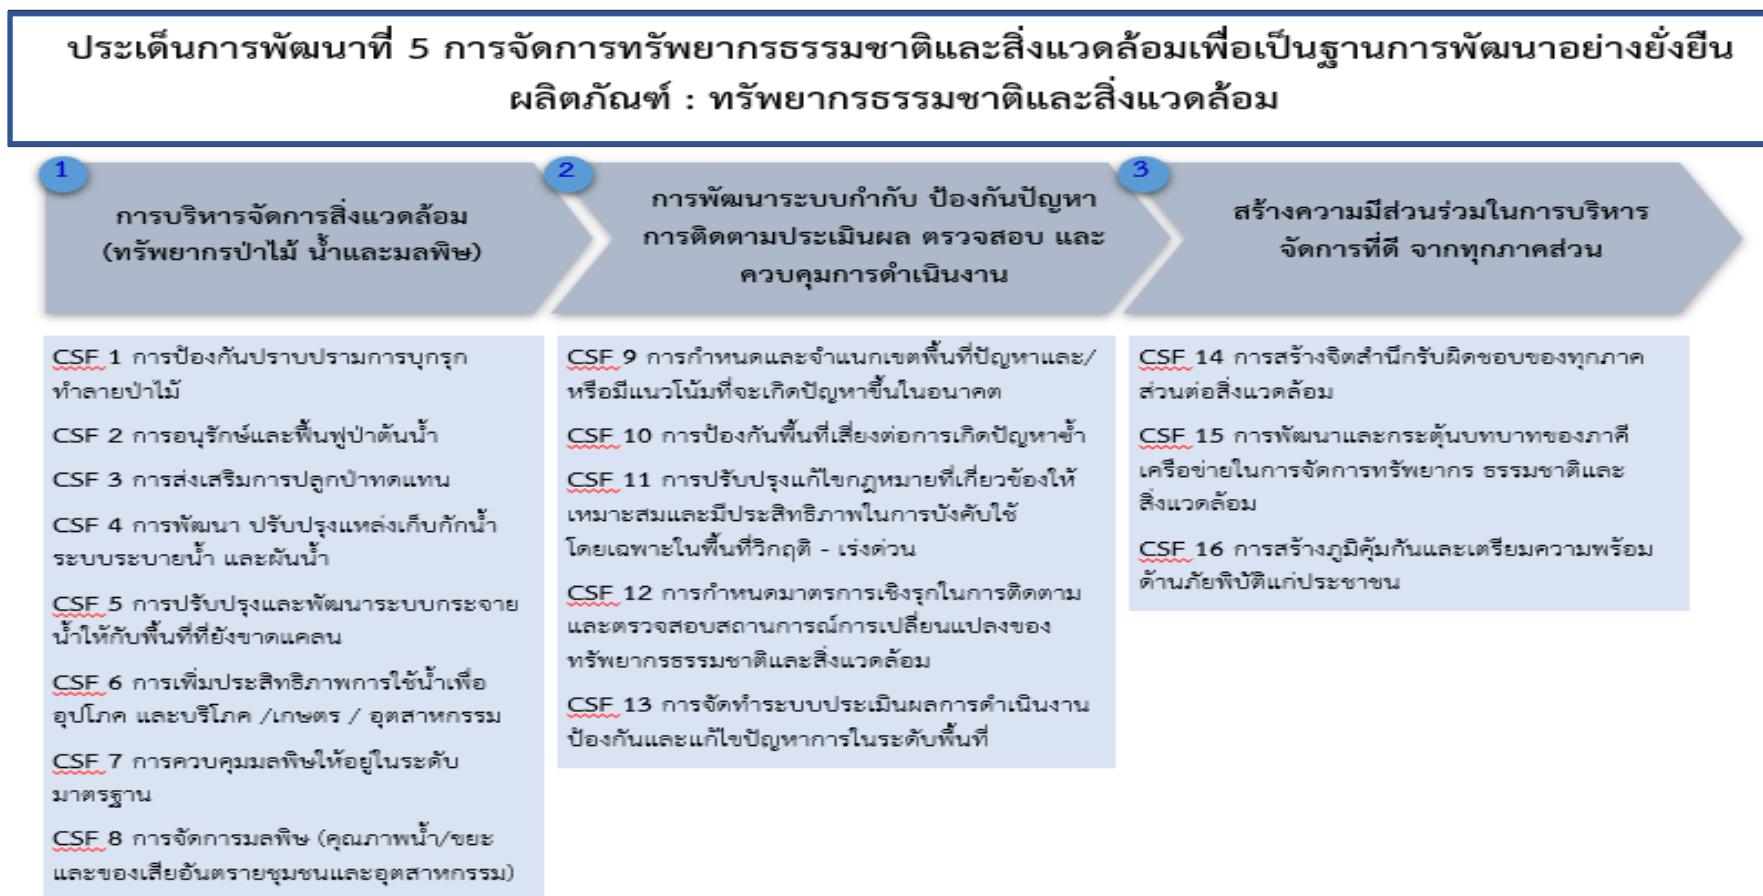 ประเด็นการพัฒนาที่ 5 การจัดการทรัพยากรธรรมชาติและสิ่งแวดล้อมเพื่อเป็นฐานการพัฒนาอย่างยั่งยืน
ผลิตภัณฑ์ : ทรัพยากรธรรมชาติและสิ่งแวดล้อม
1
การบริหารจัดการสิ่งแวดล้อม
(ทรัพยากรป่าไม้ น้ำและมลพิษ)
CSF 1 การป้องกันปราบปรามการบุกรุก
ทำลายป่าไม้
CSF 2 การอนุรักษ์และฟื้นฟูป่าต้นน้ำ
CSF 3 การส่งเสริมการปลูกป่าทดแทน
CSF 4 การพัฒนา ปรับปรุงแหล่งเก็บกักน้ำ
ระบบระบายน้ำ และผันน้ำ
CSF 5 การปรับปรุงและพัฒนาระบบกระจาย
น้ำให้กับพื้นที่ที่ยังขาดแคลน
CSF 6 การเพิ่มประสิทธิภาพการใช้น้ำเพื่อ
อุปโภค และบริโภค /เกษตร / อุตสาหกรรม
CSF 7 การควบคุมมลพิษให้อยู่ในระดับ
มาตรฐาน
CSF 8 การจัดการมลพิษ (คุณภาพน้ำ/ขยะ
และของเสียอันตรายชุมชนและอุตสาหกรรม)
2
การพัฒนาระบบกำกับ ป้องกันปัญหา
การติดตามประเมินผล ตรวจสอบ และ
ควบคุมการดำเนินงาน
CSF 9 การกำหนดและจำแนกเขตพื้นที่ปัญหาและ/
หรือมีแนวโน้มที่จะเกิดปัญหาขึ้นในอนาคต
CSF 10 การป้องกันพื้นที่เสี่ยงต่อการเกิดปัญหาซ้ำ
CSF 11 การปรับปรุงแก้ไขกฎหมายที่เกี่ยวข้องให้
เหมาะสมและมีประสิทธิภาพในการบังคับใช้
โดยเฉพาะในพื้นที่วิกฤติ - เร่งด่วน
CSF 12 การกำหนดมาตรการเชิงรุกในการติดตาม
และตรวจสอบสถานการณ์การเปลี่ยนแปลงของ
ทรัพยากรธรรมชาติและสิ่งแวดล้อม
CSF 13 การจัดทำระบบประเมินผลการดำเนินงาน
ป้องกันและแก้ไขปัญหาการในระดับพื้นที่
3
สร้างความมีส่วนร่วมในการบริหาร
จัดการที่ดี จากทุกภาคส่วน
CSF 14 การสร้างจิตสำนึกรับผิดชอบของทุกภาค
ส่วนต่อสิ่งแวดล้อม
CSF 15 การพัฒนาและกระตุ้นบทบาทของภาคี
เครือข่ายในการจัดการทรัพยากร ธรรมชาติและ
สิ่งแวดล้อม
CSF 16 การสร้างภูมิคุ้มกันและเตรียมความพร้อม
ด้านภัยพิบัติแก่ประชาชน